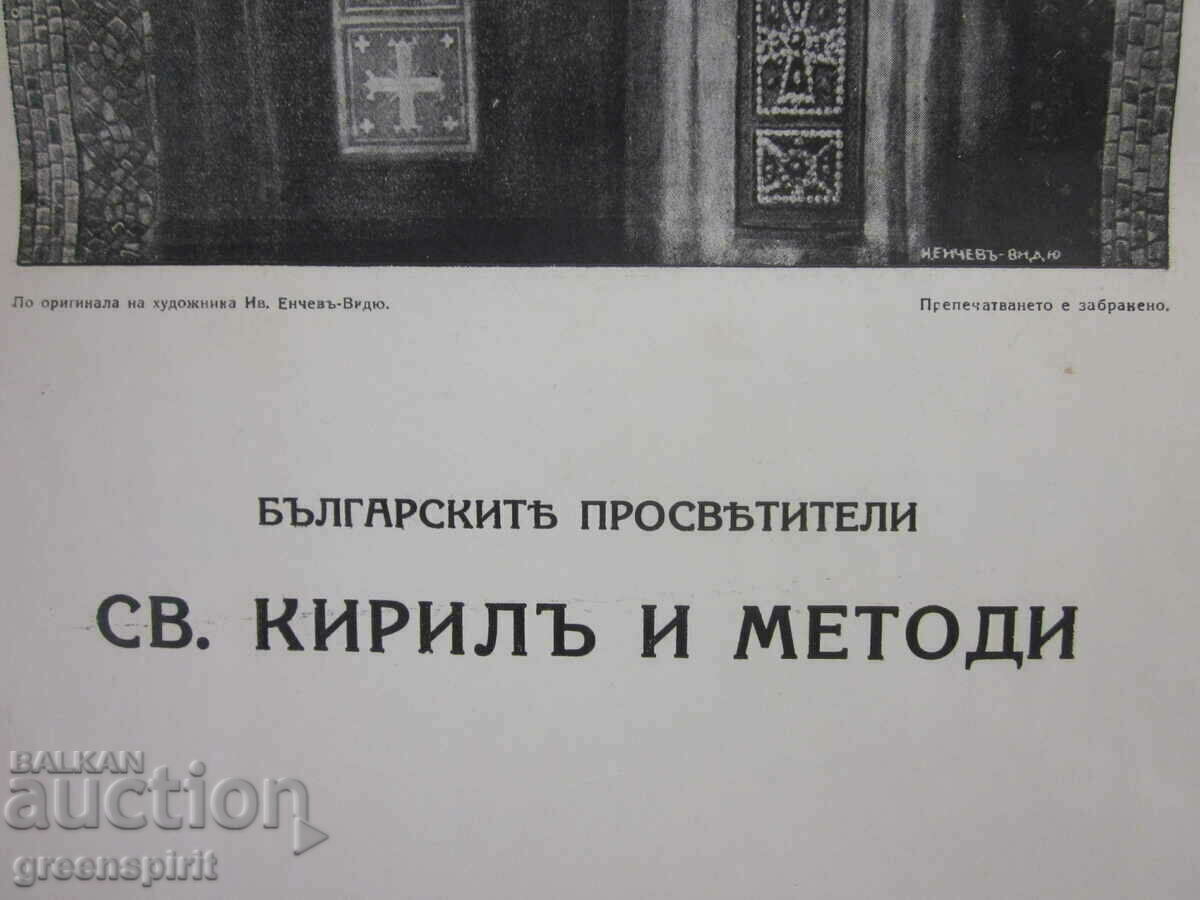 И ЕНЧЕВЪ-ВИДЮ
По оригинала на художника Ив. Енчевъ-Видю.
Препечатването е забранено.
БЪЛГАРСКИТѢ ПРОСВѢТИТЕЛИ
СВ. КИРИЛЪ И МЕТОДИ
BALKAN
auction
greenspirit